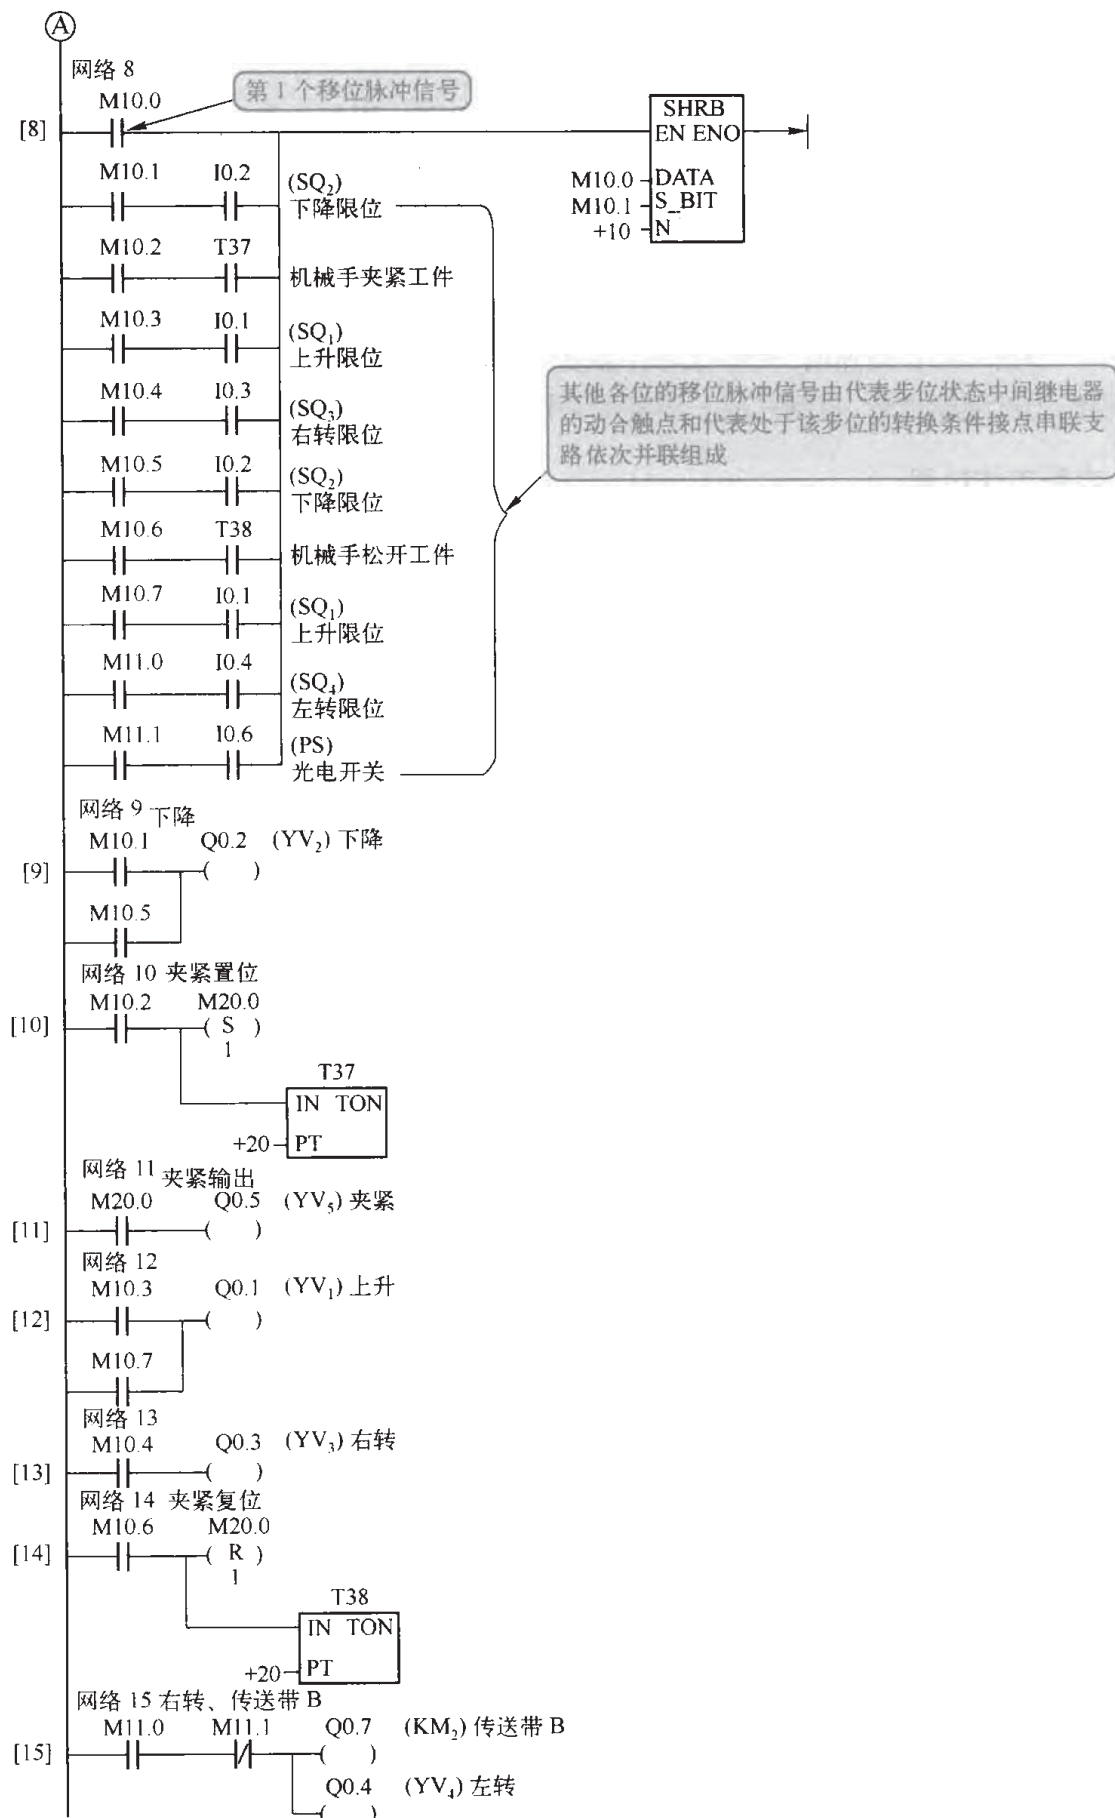 A
网络 8
M10.0
第 1 个移位脉冲信号
[8]
SHRB
EN ENO
M10.0 DATA
M10.1 S_BIT
+10 N
M10.1 I0.2
(SQ₂)
下降限位
M10.2 T37
机械手夹紧工件
M10.3 I0.1
(SQ₁)
上升限位
M10.4 I0.3
(SQ₃)
右转限位
其他各位的移位脉冲信号由代表步位状态中间继电器
的动合触点和代表处于该步位的转换条件接点串联支
路依次并联组成
M10.5 I0.2
(SQ₂)
下降限位
M10.6 T38
机械手松开工件
M10.7 I0.1
(SQ₁)
上升限位
M11.0 I0.4
(SQ₄)
左转限位
M11.1 I0.6
(PS)
光电开关
网络 9 下降
M10.1 Q0.2 (YV₂) 下降
[9]
M10.5
网络 10 夹紧置位
M10.2 M20.0
[10] S
1
T37
IN TON
+20 PT
网络 11 夹紧输出
M20.0 Q0.5 (YV₅) 夹紧
[11]
网络 12
M10.3 Q0.1 (YV₁) 上升
[12]
M10.7
网络 13
M10.4 Q0.3 (YV₃) 右转
[13]
网络 14 夹紧复位
M10.6 M20.0
[14] R
1
T38
IN TON
+20 PT
网络 15 右转、传送带 B
M11.0 M11.1 Q0.7 (KM₂) 传送带 B
[15]
Q0.4 (YV₄) 左转